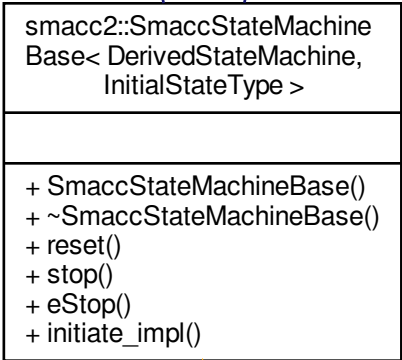 smacc2::SmaccStateMachine
Base< DerivedStateMachine,
InitialStateType >
+ SmaccStateMachineBase()
+ ~SmaccStateMachineBase()
+ reset()
+ stop()
+ eStop()
+ initiate_impl()